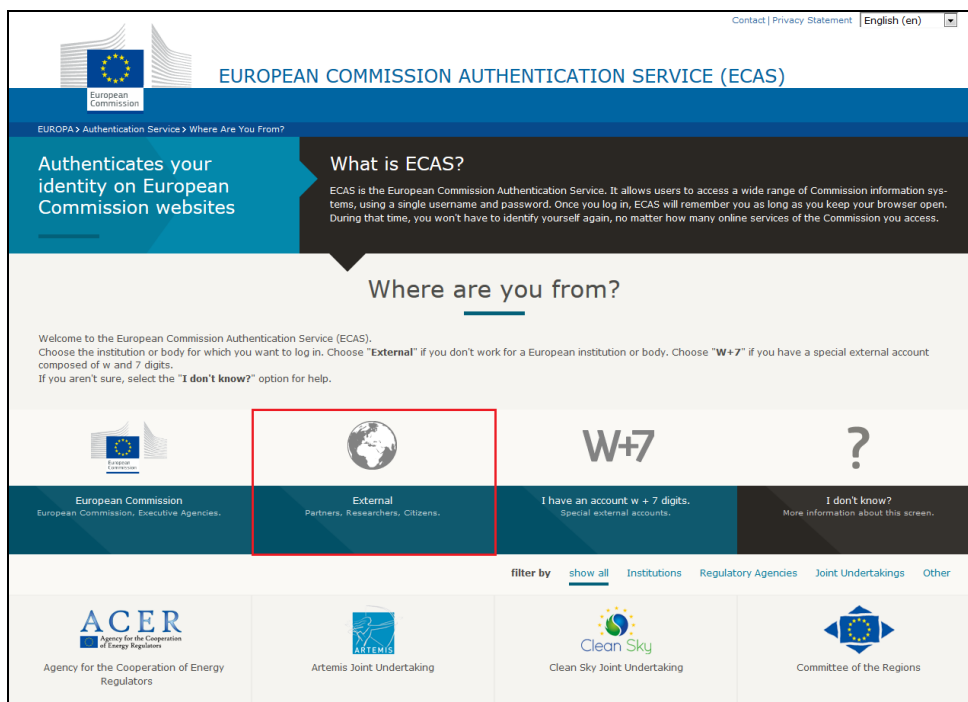 Contact | Privacy Statement English (en)
European
Commission
EUROPEAN COMMISSION AUTHENTICATION SERVICE (ECAS)
EUROPA > Authentication Service > Where Are You From?
Authenticates your
identity on European
Commission websites
What is ECAS?
ECAS is the European Commission Authentication Service. It allows users to access a wide range of Commission information sys-
tems, using a single username and password. Once you log in, ECAS will remember you as long as you keep your browser open.
During that time, you won't have to identify yourself again, no matter how many online services of the Commission you access.
Where are you from?
Welcome to the European Commission Authentication Service (ECAS).
Choose the institution or body for which you want to log in. Choose "External" if you don't work for a European institution or body. Choose "W+7" if you have a special external account
composed of w and 7 digits.
If you aren't sure, select the "I don't know?" option for help.
European
Commission
W+7
?
European Commission
European Commission, Executive Agencies.
External
Partners, Researchers, Citizens.
I have an account w + 7 digits.
Special external accounts.
I don't know?
More information about this screen.
filter by show all Institutions Regulatory Agencies Joint Undertakings Other
ACER
Agency for the Cooperation
of Energy Regulators
Agency for the Cooperation of Energy
Regulators
ARTEMIS
Artemis Joint Undertaking
Clean Sky
Clean Sky Joint Undertaking
Committee of the Regions